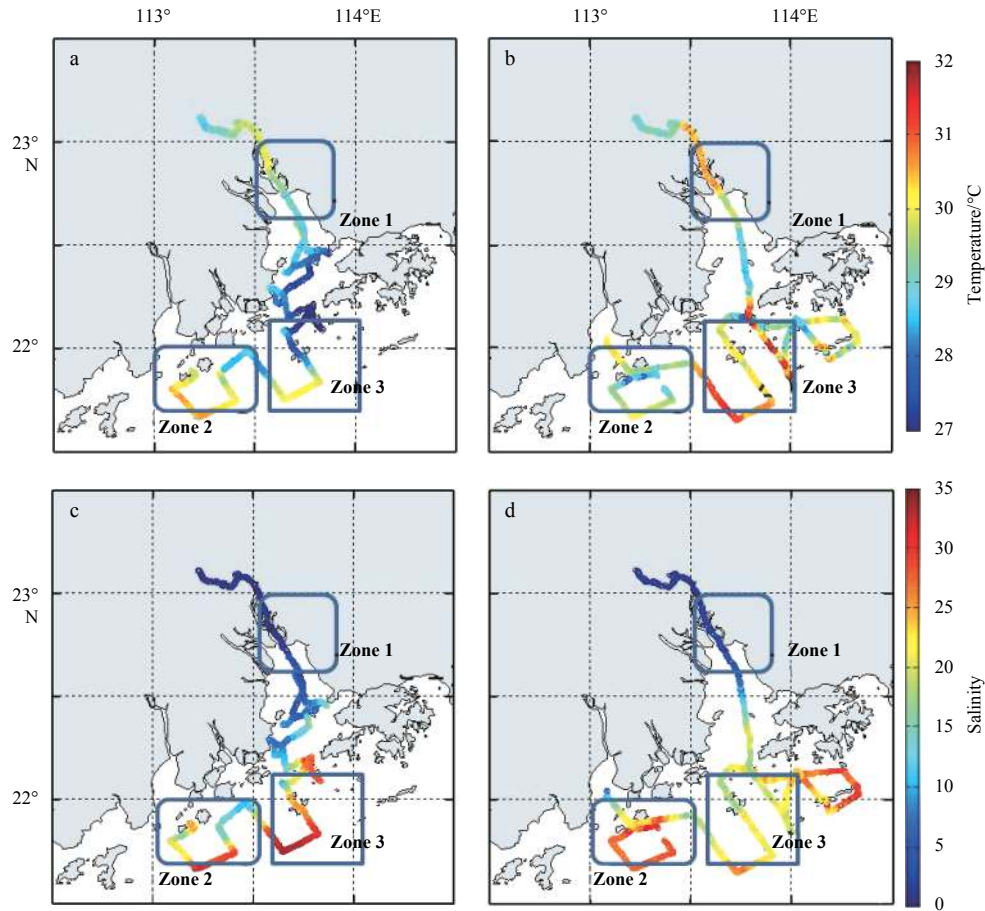 113° 114°E 113° 114°E
a
b
32
23°
N
31
Zone 1
Zone 1
30
29
Temperature/°C
22°
Zone 3
Zone 3
28
Zone 2
Zone 2
27
c
d
35
30
23°
N
25
Zone 1
Zone 1
20
15
Salinity
10
22°
Zone 3
Zone 3
5
Zone 2
Zone 2
0